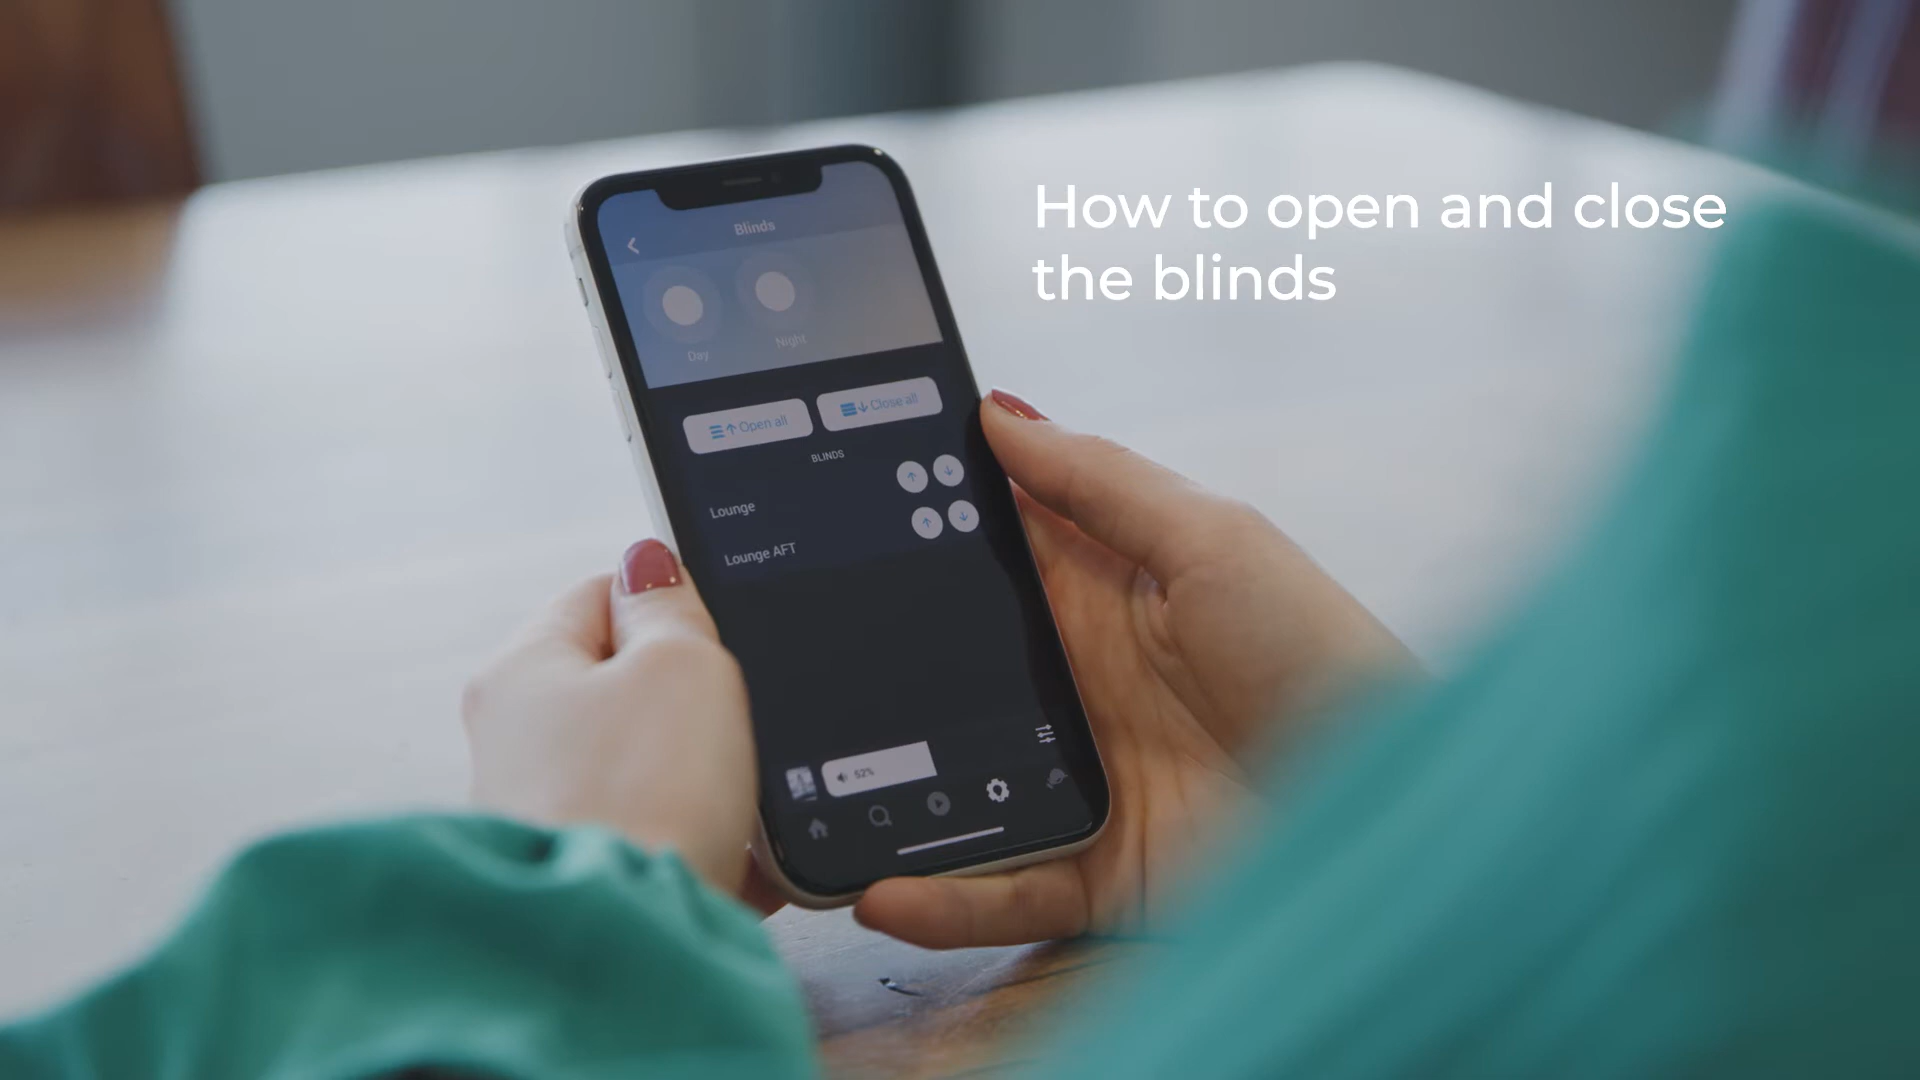 How to open and close
the blinds
Blinds
Day
Night
Open all
Close all
BLINDS
Lounge
Lounge AFT
52%